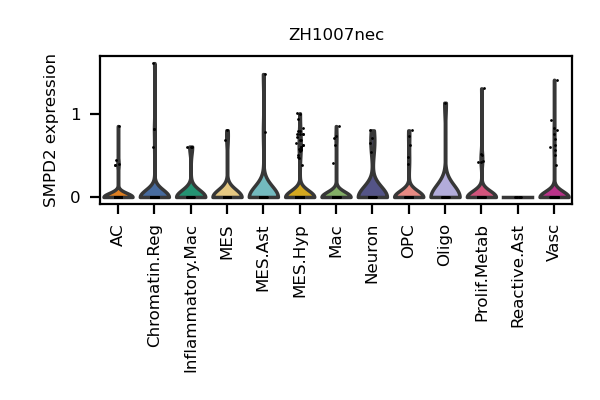 ZH1007nec
SMPD2 expression
1
0
AC
Chromatin.Reg
Inflammatory.Mac
MES
MES.Ast
MES.Hyp
Mac
Neuron
OPC
Oligo
Prolif.Metab
Reactive.Ast
Vasc